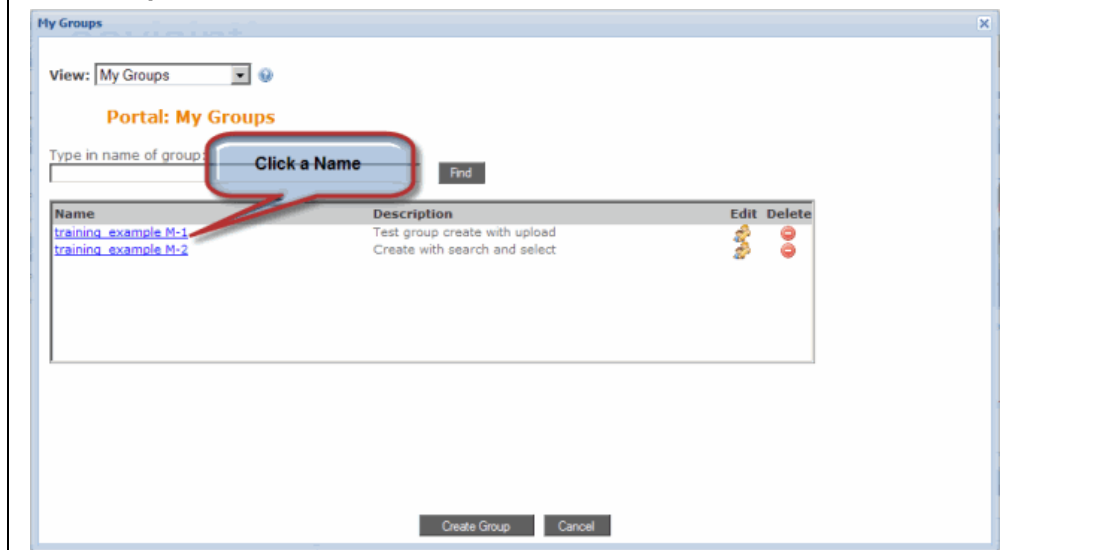 My Groups
View: My Groups
Portal: My Groups
Type in name of group:
Click a Name
Find
Name Description Edit Delete
training_example M-1 Test group create with upload
training_example M-2 Create with search and select
Create Group Cancel